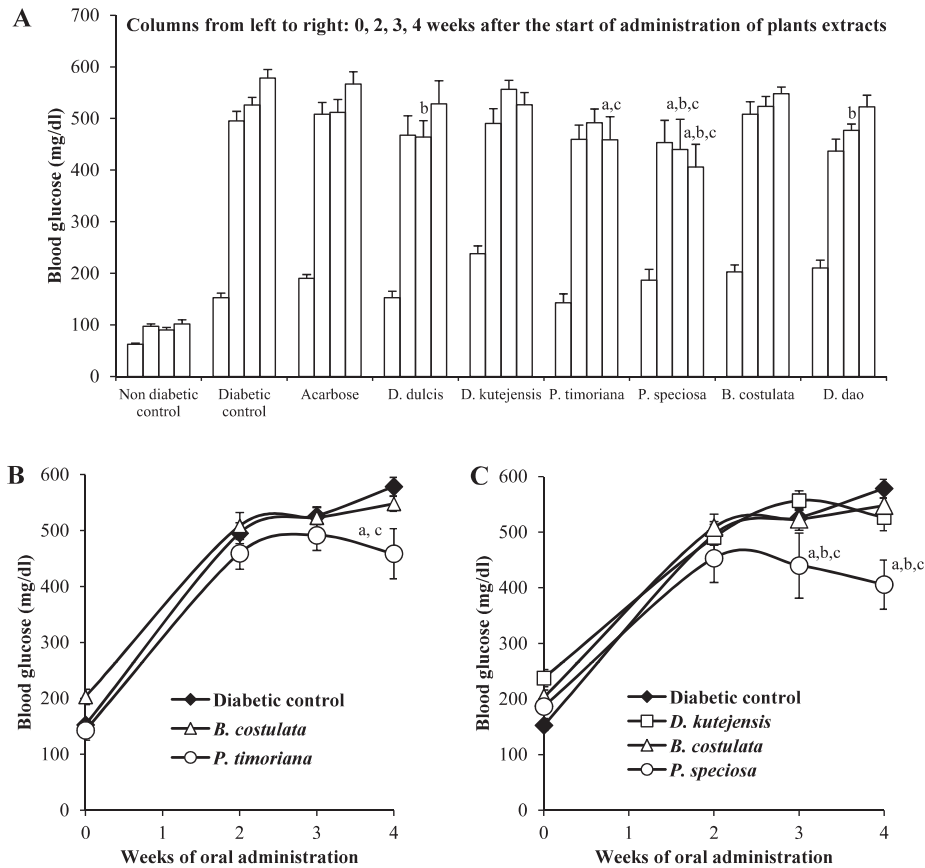 A
Columns from left to right: 0, 2, 3, 4 weeks after the start of administration of plants extracts
Blood glucose (mg/dl)
700
600
500
400
300
200
100
0
b
a,c
a,b,c
a,b,c
b
Non diabetic control
Diabetic control
Acarbose
D. dulcis
D. kutejensis
P. timoriana
P. speciosa
B. costulata
D. dao
B
Blood glucose (mg/dl)
600
500
400
300
200
100
0
a, c
Diabetic control
B. costulata
P. timoriana
0 1 2 3 4
Weeks of oral administration
C
Blood glucose (mg/dl)
600
500
400
300
200
100
0
a,b,c
a,b,c
Diabetic control
D. kutejensis
B. costulata
P. speciosa
0 1 2 3 4
Weeks of oral administration